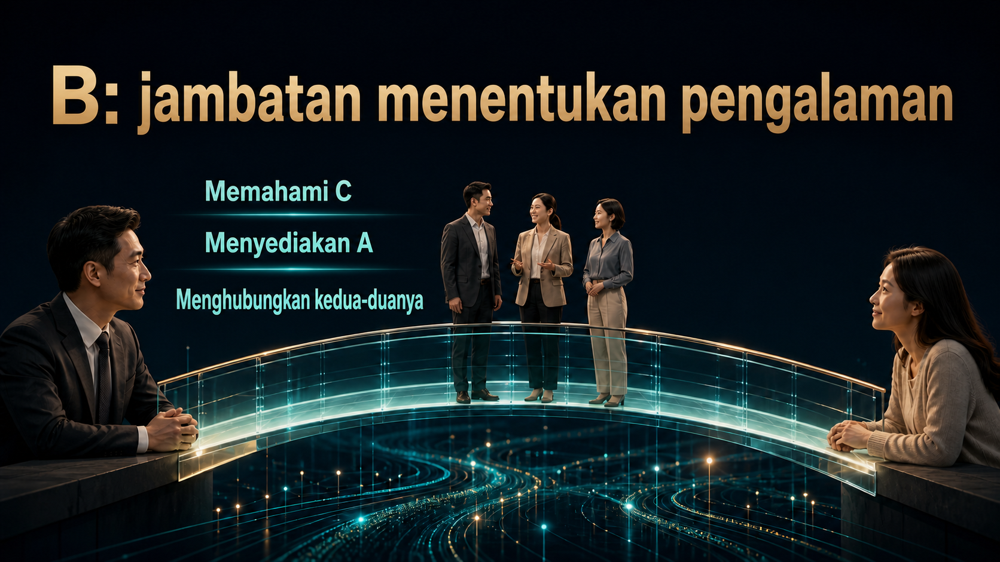 B: jambatan menentukan pengalaman
Memahami C
Menyediakan A
Menghubungkan kedua-duanya